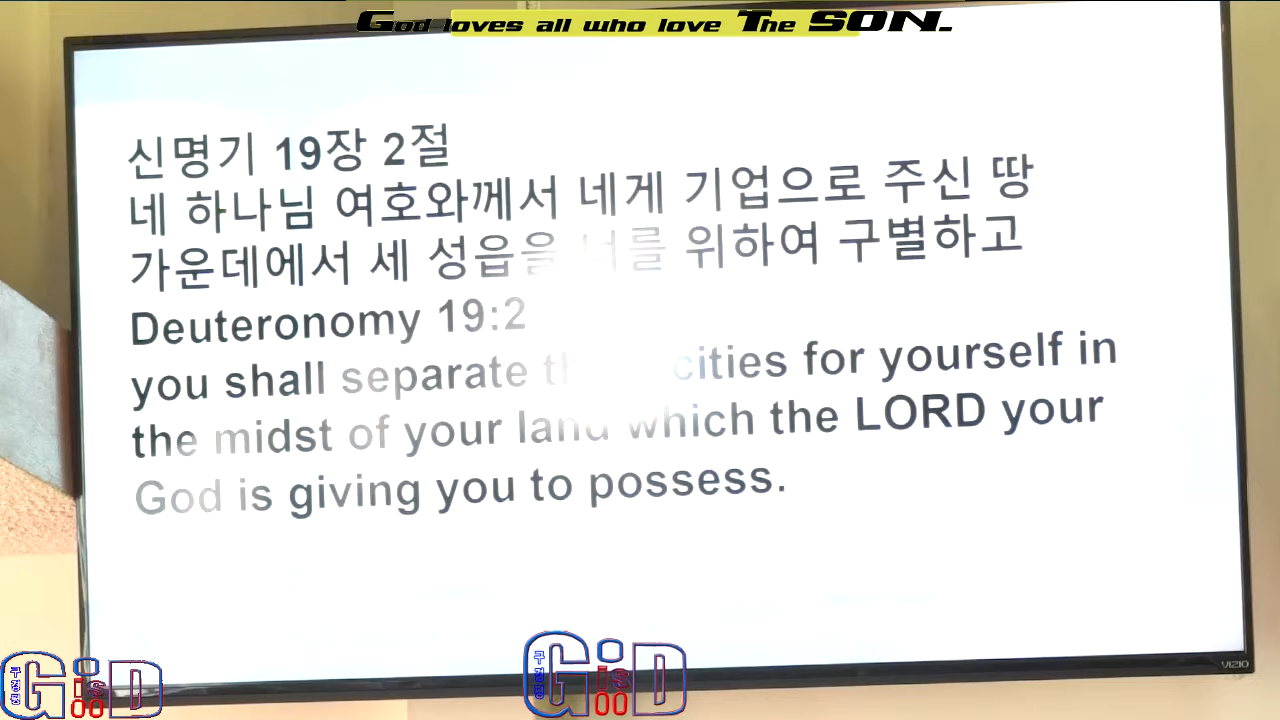 God loves all who love The SON.
신명기 19장 2절
네 하나님 여호와께서 네게 기업으로 주신 땅
가운데에서 세 성읍을 너를 위하여 구별하고
Deuteronomy 19:2
you shall separate cities for yourself in
the midst of your land which the LORD your
God is giving you to possess.
VIZIO